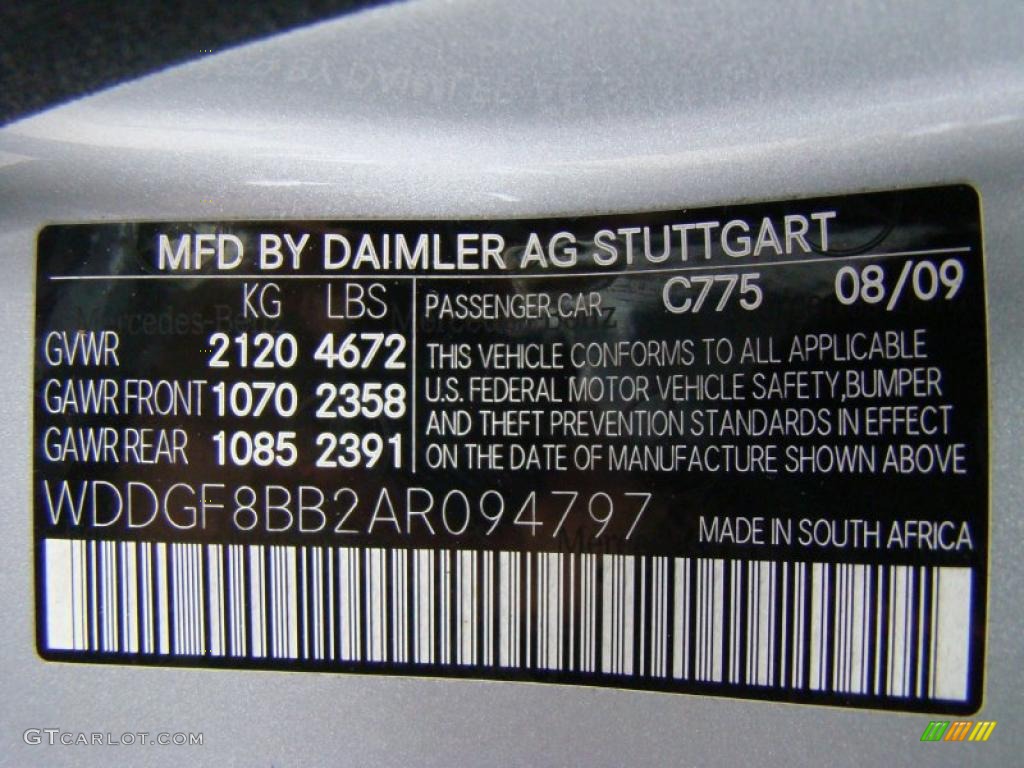 MFD BY DAIMLER AG STUTTGART
KG LBS PASSENGER CAR C775 08/09
GVWR 2120 4672
GAWR FRONT 1070 2358
GAWR REAR 1085 2391
THIS VEHICLE CONFORMS TO ALL APPLICABLE
U.S. FEDERAL MOTOR VEHICLE SAFETY,BUMPER
AND THEFT PREVENTION STANDARDS IN EFFECT
ON THE DATE OF MANUFACTURE SHOWN ABOVE
WDDGF8BB2AR094797 MADE IN SOUTH AFRICA
GTCARLOT.COM